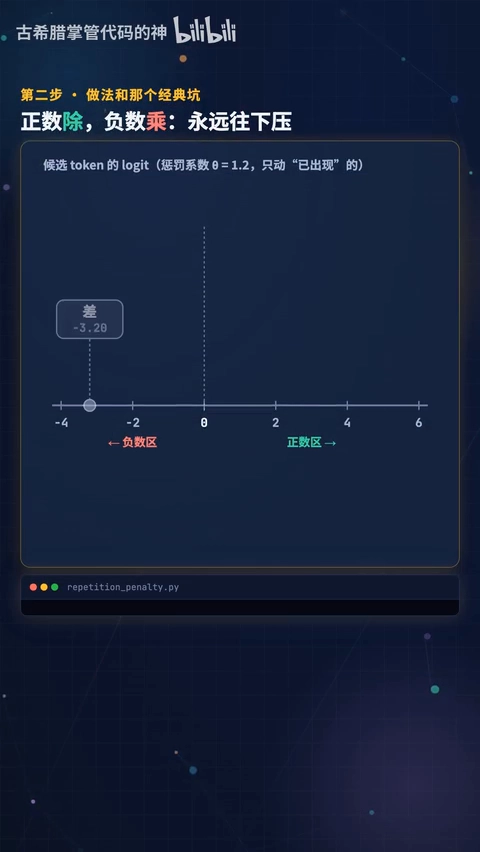 古希腊掌管代码的神 bilibili
第二步 · 做法和那个经典坑
正数除，负数乘：永远往下压
候选 token 的 logit（惩罚系数 θ = 1.2，只动“已出现”的）
差
-3.20
-4 -2 0 2 4 6
←负数区 正数区→
repetition_penalty.py